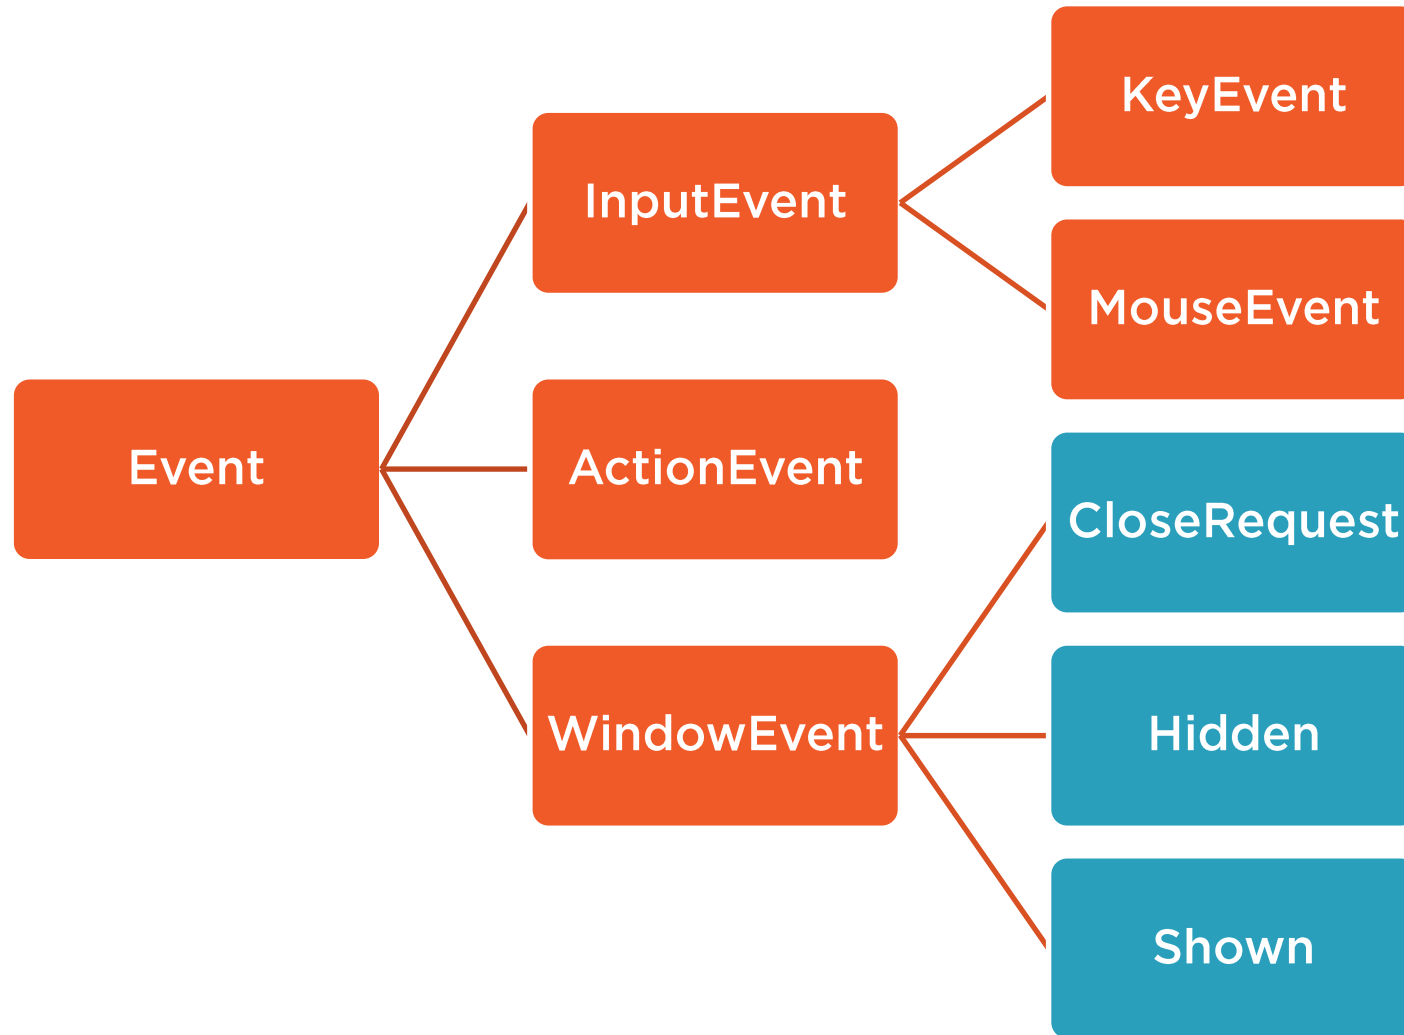 KeyEvent
InputEvent
MouseEvent
Event
ActionEvent
CloseRequest
WindowEvent
Hidden
Shown